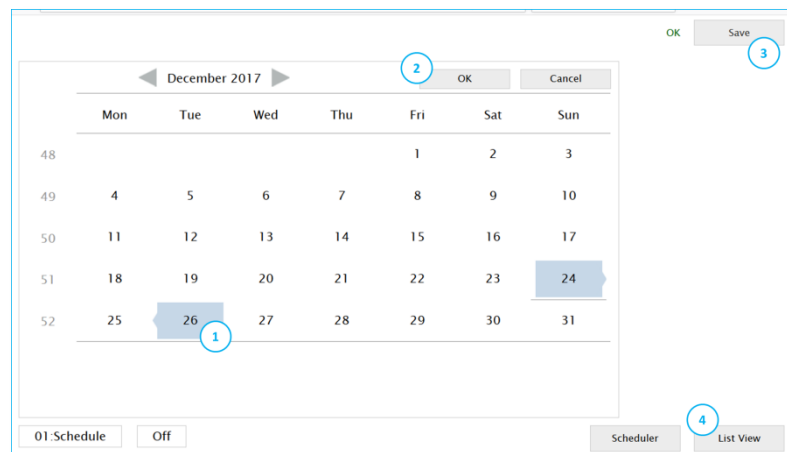 OK Save
3
December 2017 2 OK Cancel
Mon Tue Wed Thu Fri Sat Sun
48 1 2 3
49 4 5 6 7 8 9 10
50 11 12 13 14 15 16 17
51 18 19 20 21 22 23 24
52 25 26 27 28 29 30 31
1
4
01:Schedule Off Scheduler List View